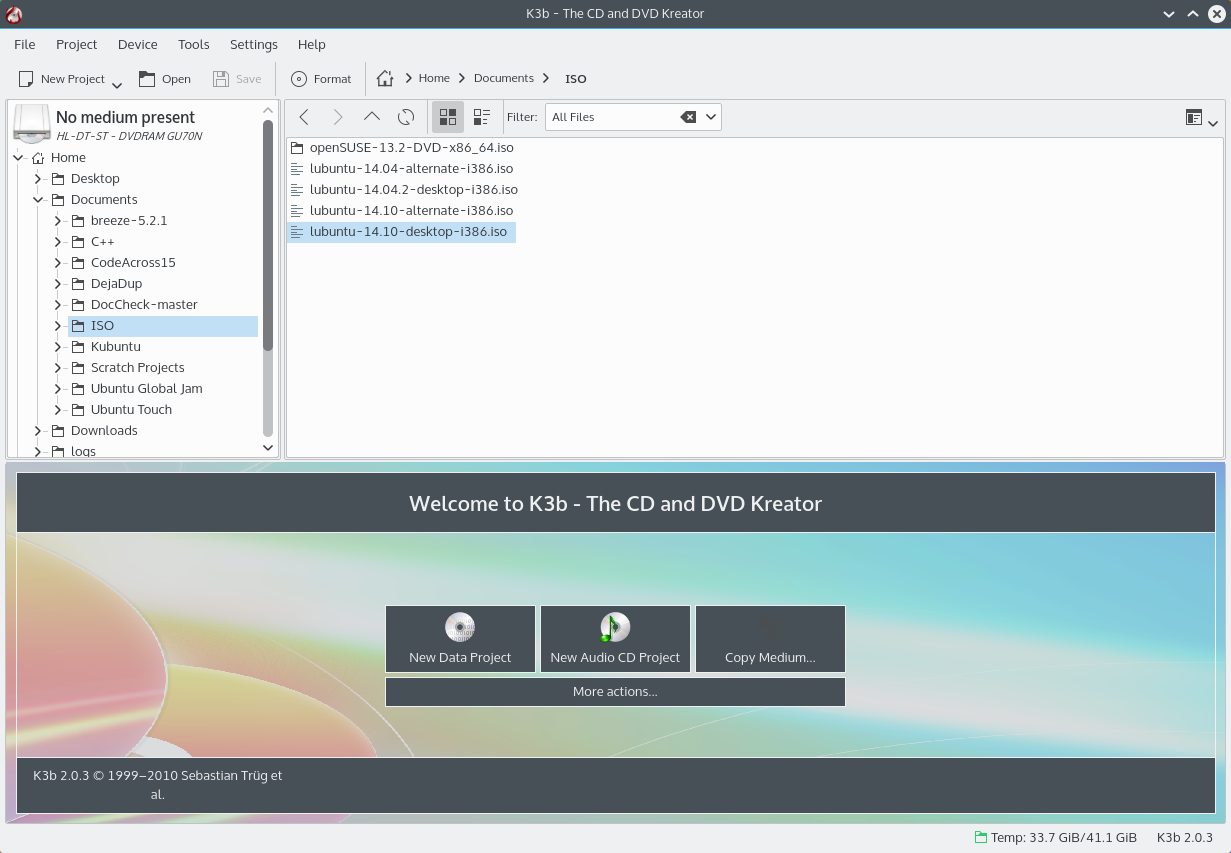 K3b - The CD and DVD Kreator
File Project Device Tools Settings Help
New Project Open Save Format Home Documents ISO
No medium present
HL-DT-ST - DVDRAM GU70N
Home
Desktop
Documents
breeze-5.2.1
C++
CodeAcross15
DejaDup
DocCheck-master
ISO
Kubuntu
Scratch Projects
Ubuntu Global Jam
Ubuntu Touch
Downloads
logs
Filter: All Files
openSUSE-13.2-DVD-x86_64.iso
lubuntu-14.04-alternate-i386.iso
lubuntu-14.04.2-desktop-i386.iso
lubuntu-14.10-alternate-i386.iso
lubuntu-14.10-desktop-i386.iso
Welcome to K3b - The CD and DVD Kreator
New Data Project New Audio CD Project Copy Medium...
More actions...
K3b 2.0.3 © 1999–2010 Sebastian Trüg et
al.
Temp: 33.7 GiB/41.1 GiB K3b 2.0.3